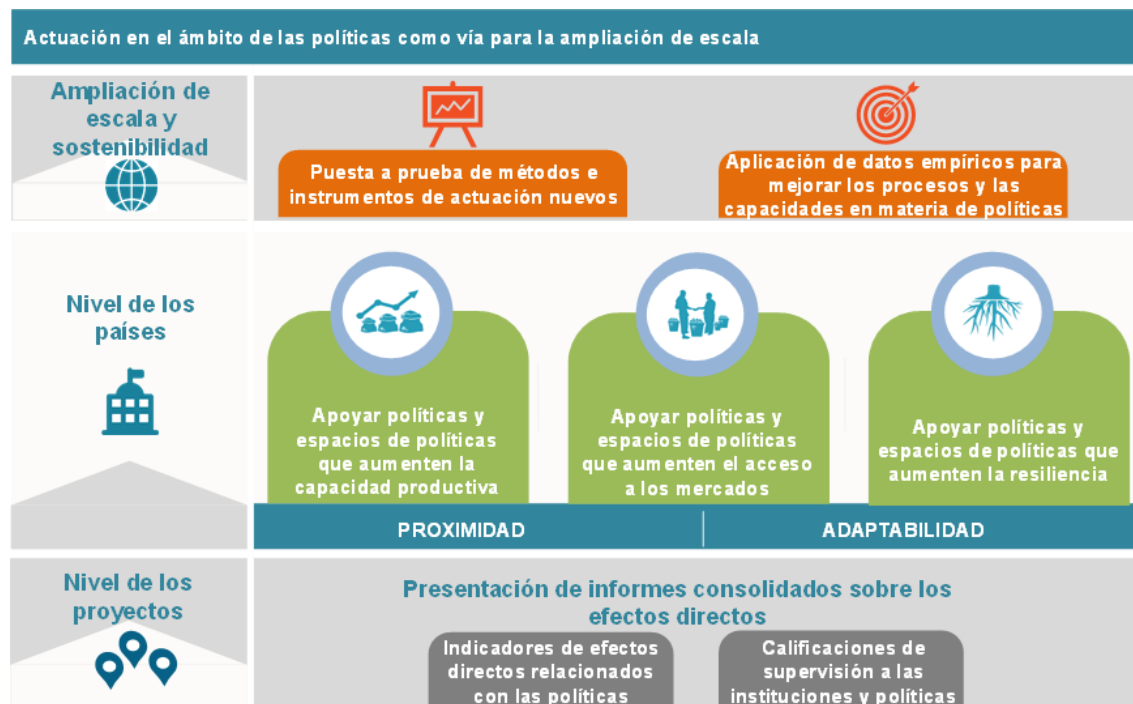 Actuación en el ámbito de las políticas como vía para la ampliación de escala
Ampliación de
escala y
sostenibilidad
Puesta a prueba de métodos e
instrumentos de actuación nuevos
Aplicación de datos empíricos para
mejorar los procesos y las
capacidades en materia de políticas
Nivel de los
países
Apoyar políticas y
espacios de políticas
que aumenten la
capacidad productiva
Apoyar políticas y
espacios de políticas
que aumenten el acceso
a los mercados
Apoyar políticas y
espacios de políticas que
aumenten la resiliencia
PROXIMIDAD
ADAPTABILIDAD
Nivel de los
proyectos
Presentación de informes consolidados sobre los
efectos directos
Indicadores de efectos
directos relacionados
con las políticas
Calificaciones de
supervisión a las
instituciones y políticas